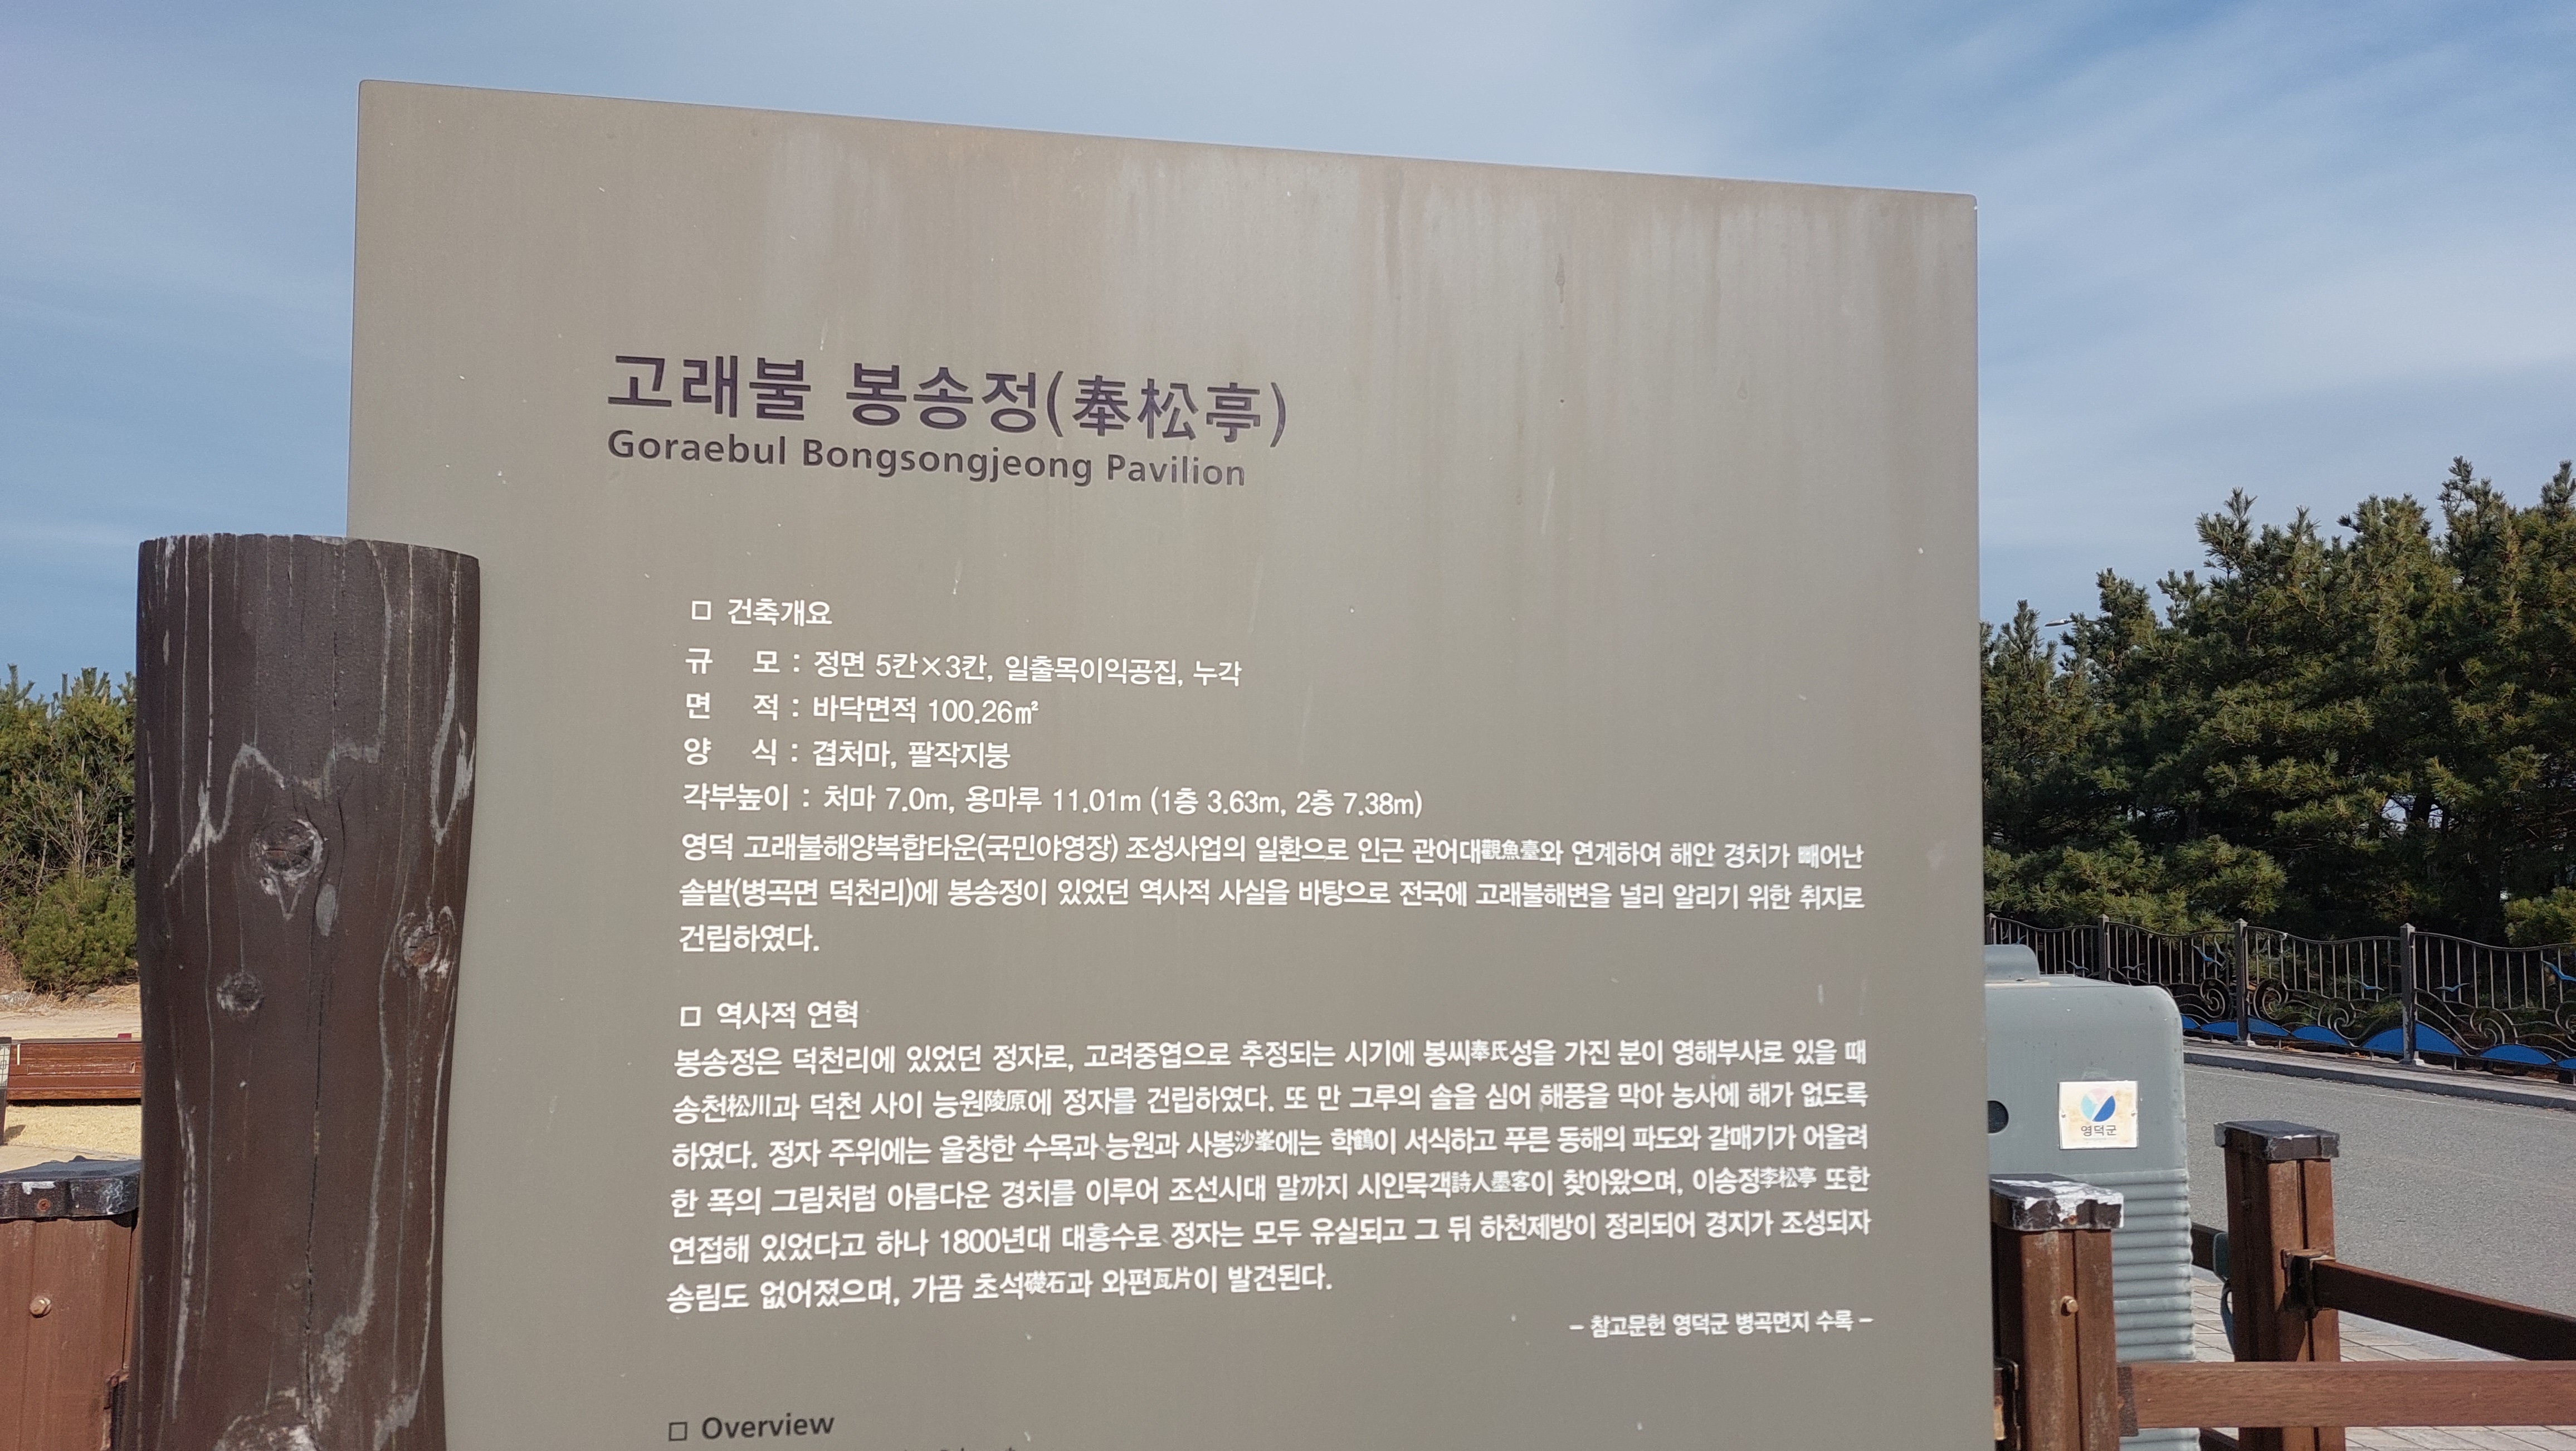 고래불 봉송정(奉松亭)
Goraebul Bongsongjeong Pavilion
□ 건축개요
규 모 : 정면 5칸×3칸, 일출목이익공집, 누각
면 적 : 바닥면적 100.26㎡
양 식 : 겹처마, 팔작지붕
각부높이 : 처마 7.0m, 용마루 11.01m (1층 3.63m, 2층 7.38m)
영덕 고래불해양복합타운(국민야영장) 조성사업의 일환으로 인근 관어대觀魚臺와 연계하여 해안 경치가 빼어난
솔밭(병곡면 덕천리)에 봉송정이 있었던 역사적 사실을 바탕으로 전국에 고래불해변을 널리 알리기 위한 취지로
건립하였다.
□ 역사적 연혁
봉송정은 덕천리에 있었던 정자로, 고려중엽으로 추정되는 시기에 봉씨奉氏성을 가진 분이 영해부사로 있을 때
송천松川과 덕천 사이 능원陵原에 정자를 건립하였다. 또 만 그루의 솔을 심어 해풍을 막아 농사에 해가 없도록
하였다. 정자 주위에는 울창한 수목과 능원과 사봉沙峯에는 학鶴이 서식하고 푸른 동해의 파도와 갈매기가 어울려
한 폭의 그림처럼 아름다운 경치를 이루어 조선시대 말까지 시인묵객詩人墨客이 찾아왔으며, 이송정李松亭 또한
연접해 있었다고 하나 1800년대 대홍수로 정자는 모두 유실되고 그 뒤 하천제방이 정리되어 경지가 조성되자
송림도 없어졌으며, 가끔 초석礎石과 와편瓦片이 발견된다.
- 참고문헌 영덕군 병곡면지 수록 -
□ Overview
영덕군